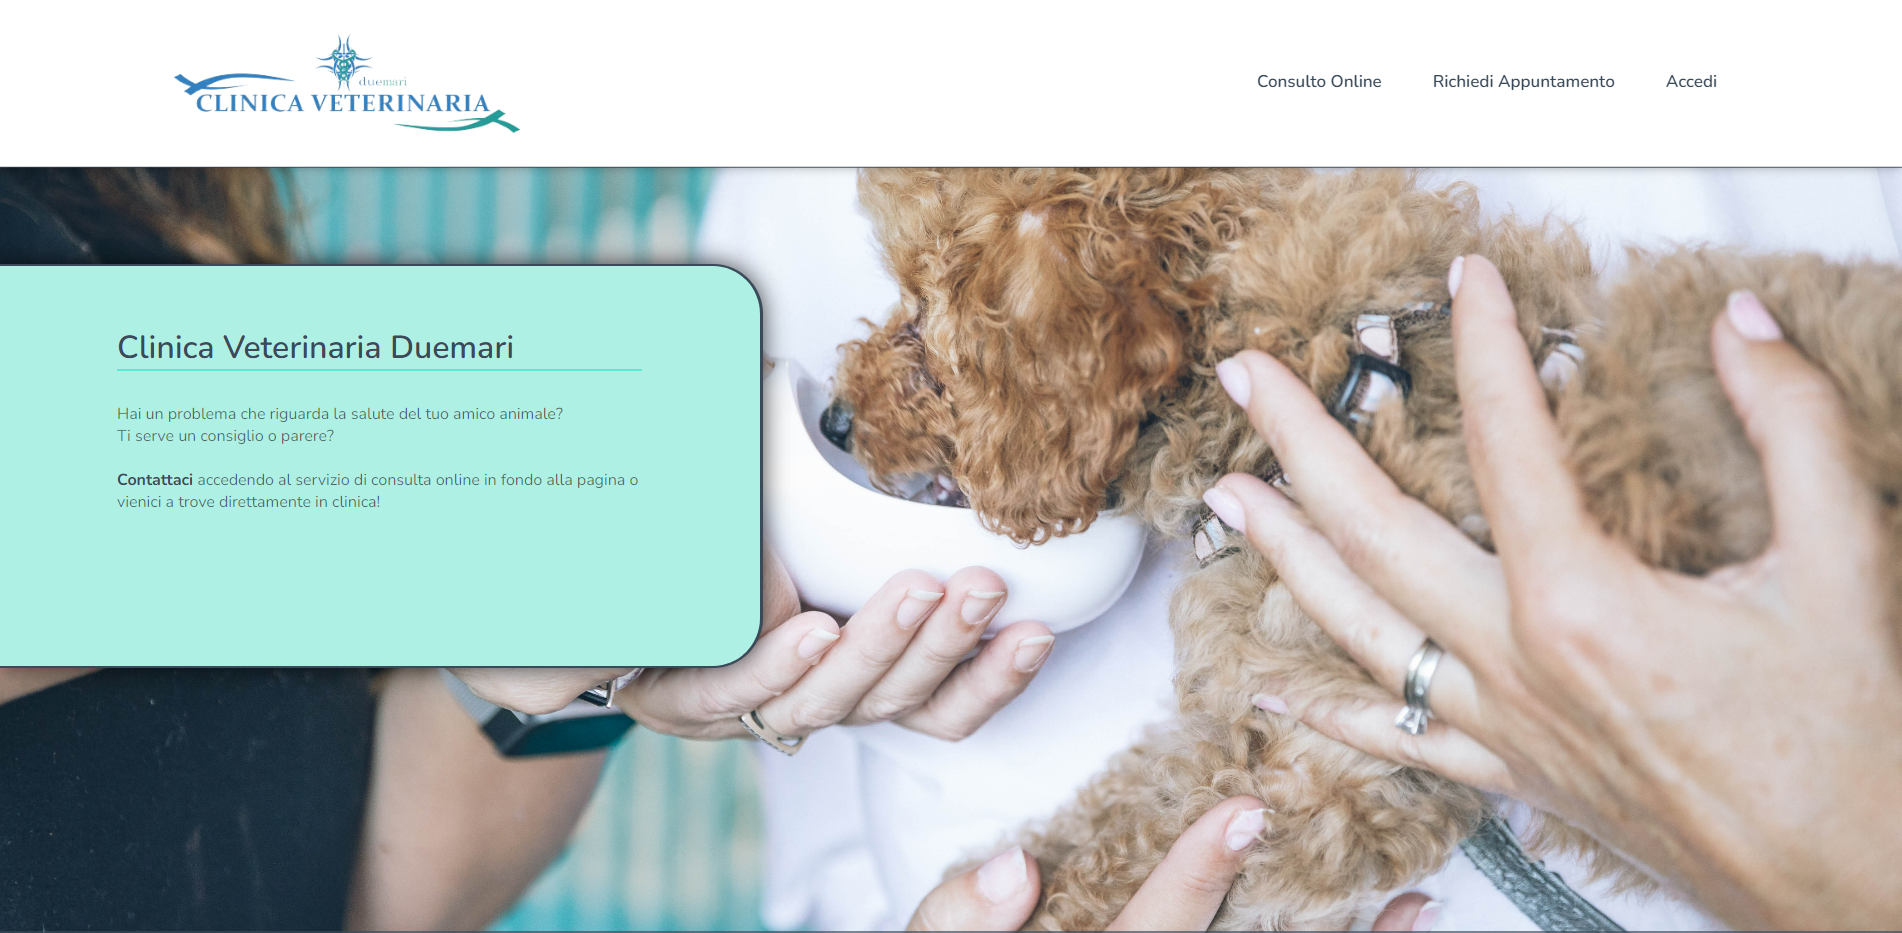 duemari
CLINICA VETERINARIA
Consulto Online
Richiedi Appuntamento
Accedi
Clinica Veterinaria Duemari
Hai un problema che riguarda la salute del tuo amico animale?
Ti serve un consiglio o parere?
Contattaci accedendo al servizio di consulta online in fondo alla pagina o
vienici a trove direttamente in clinica!